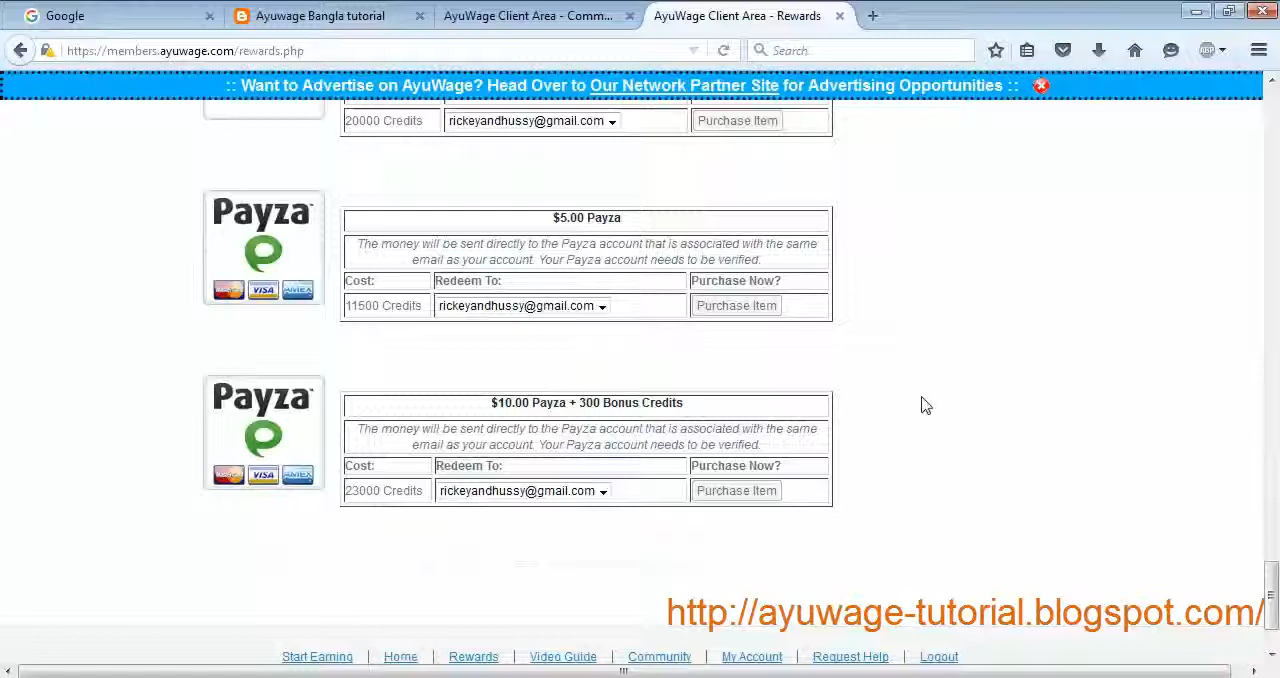 Google
Ayuwage Bangla tutorial
AyuWage Client Area - Comm...
AyuWage Client Area - Rewards
https://members.ayuwage.com/rewards.php
Search
ABP
:: Want to Advertise on AyuWage? Head Over to Our Network Partner Site for Advertising Opportunities ::
20000 Credits rickeyandhussy@gmail.com Purchase Item
Payza
VISA
$5.00 Payza
The money will be sent directly to the Payza account that is associated with the same
email as your account. Your Payza account needs to be verified.
Cost: Redeem To: Purchase Now?
11500 Credits rickeyandhussy@gmail.com Purchase Item
Payza
VISA
$10.00 Payza + 300 Bonus Credits
The money will be sent directly to the Payza account that is associated with the same
email as your account. Your Payza account needs to be verified.
Cost: Redeem To: Purchase Now?
23000 Credits rickeyandhussy@gmail.com Purchase Item
http://ayuwage-tutorial.blogspot.com/
Start Earning | Home | Rewards | Video Guide | Community | My Account | Request Help | Logout